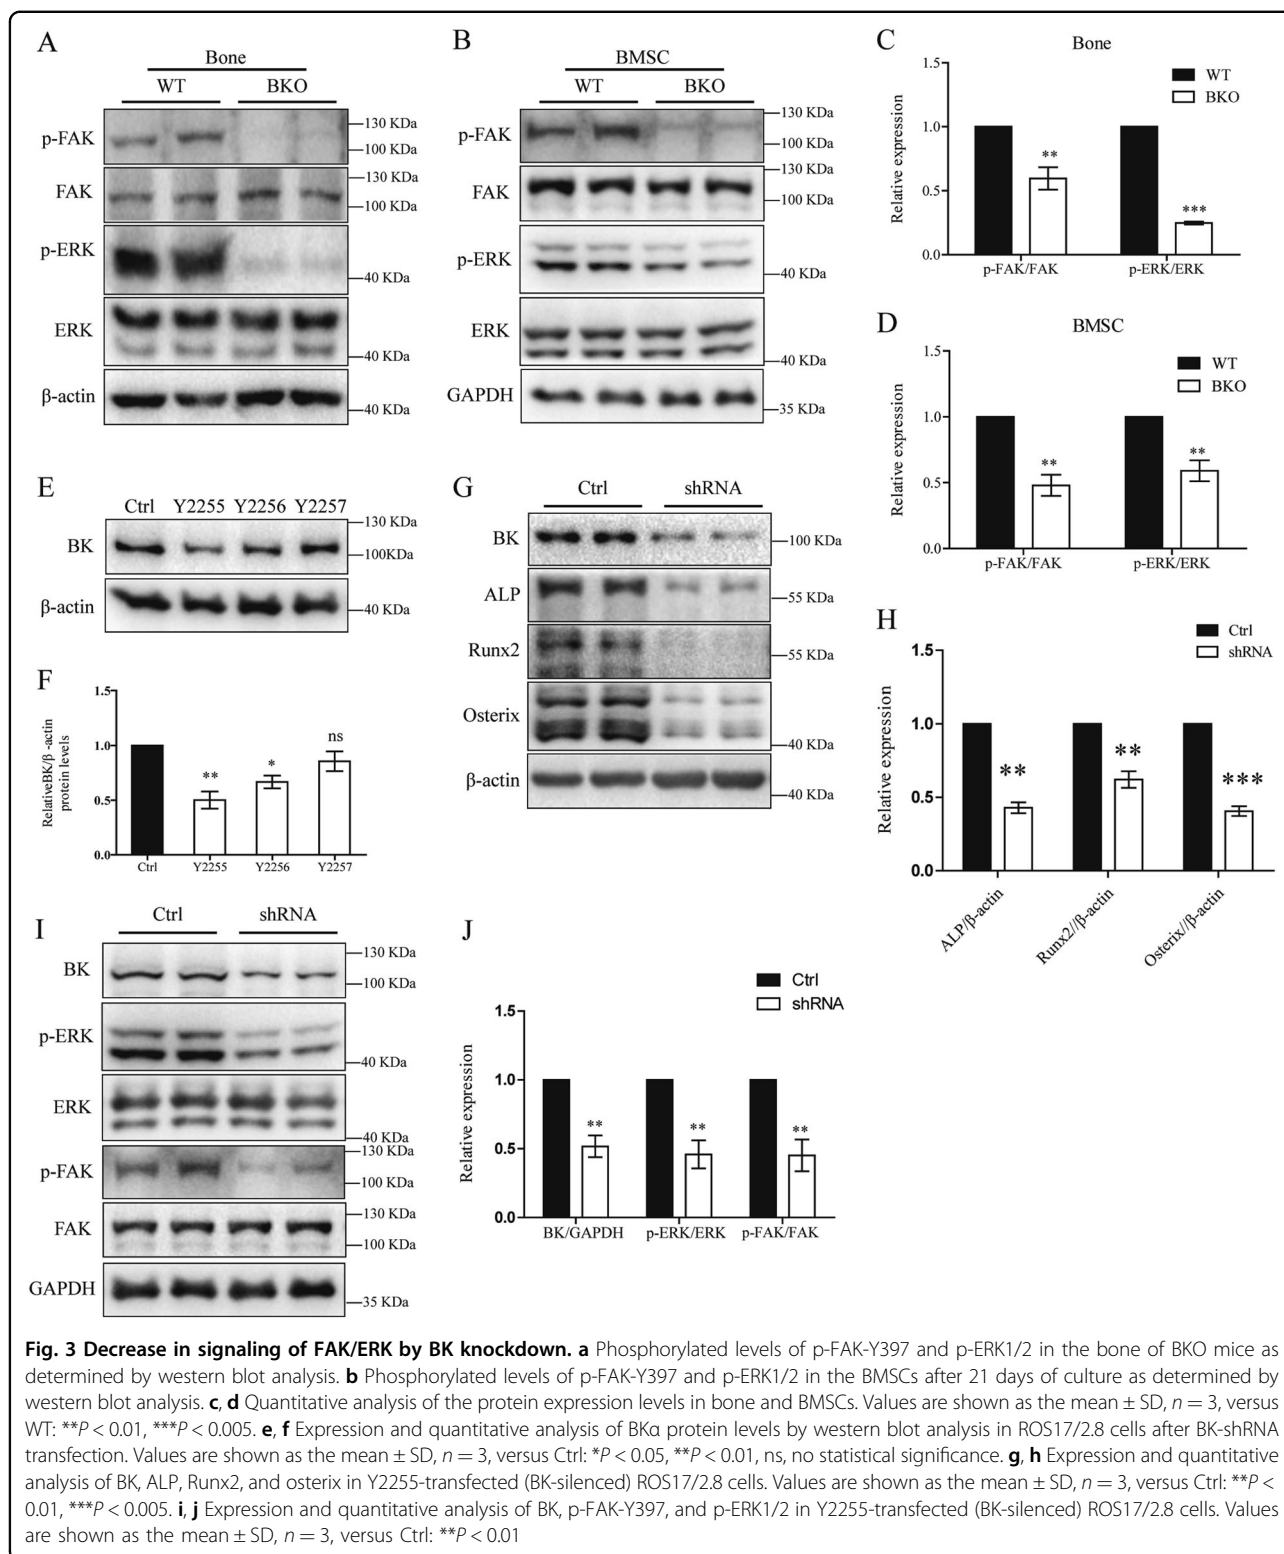 A
Bone
WT BKO
p-FAK
130 KDa
100 KDa
FAK
130 KDa
100 KDa
p-ERK
40 KDa
ERK
40 KDa
β-actin
40 KDa
B
BMSC
WT BKO
p-FAK
130 KDa
100 KDa
FAK
130 KDa
100 KDa
p-ERK
40 KDa
ERK
40 KDa
GAPDH
35 KDa
C
Bone
Relative expression
1.5
1.0
0.5
0.0
WT
BKO
**
***
p-FAK/FAK p-ERK/ERK
D
BMSC
Relative expression
1.5
1.0
0.5
0.0
WT
BKO
**
**
p-FAK/FAK p-ERK/ERK
E
Ctrl Y2255 Y2256 Y2257
BK
130 KDa
100KDa
β-actin
40 KDa
F
RelativeBK/β -actin
protein levels
1.5
1.0
0.5
0.0
**
*
ns
Ctrl Y2255 Y2256 Y2257
G
Ctrl shRNA
BK
100 KDa
ALP
55 KDa
Runx2
55 KDa
Osterix
40 KDa
β-actin
40 KDa
H
Relative expression
1.5
1.0
0.5
0.0
Ctrl
shRNA
**
**
***
ALP/β-actin
Runx2//β-actin
Osterix//β-actin
I
Ctrl shRNA
BK
130 KDa
100 KDa
p-ERK
40 KDa
ERK
40 KDa
p-FAK
130 KDa
100 KDa
FAK
130 KDa
100 KDa
GAPDH
35 KDa
J
Relative expression
1.5
1.0
0.5
0.0
Ctrl
shRNA
**
**
**
BK/GAPDH p-ERK/ERK p-FAK/FAK
Fig. 3 Decrease in signaling of FAK/ERK by BK knockdown. a Phosphorylated levels of p-FAK-Y397 and p-ERK1/2 in the bone of BKO mice as
determined by western blot analysis. b Phosphorylated levels of p-FAK-Y397 and p-ERK1/2 in the BMSCs after 21 days of culture as determined by
western blot analysis. c, d Quantitative analysis of the protein expression levels in bone and BMSCs. Values are shown as the mean ± SD, n = 3, versus
WT: **P < 0.01, ***P < 0.005. e, f Expression and quantitative analysis of BKα protein levels by western blot analysis in ROS17/2.8 cells after BK-shRNA
transfection. Values are shown as the mean ± SD, n = 3, versus Ctrl: *P < 0.05, **P < 0.01, ns, no statistical significance. g, h Expression and quantitative
analysis of BK, ALP, Runx2, and osterix in Y2255-transfected (BK-silenced) ROS17/2.8 cells. Values are shown as the mean ± SD, n = 3, versus Ctrl: **P <
0.01, ***P < 0.005. i, j Expression and quantitative analysis of BK, p-FAK-Y397, and p-ERK1/2 in Y2255-transfected (BK-silenced) ROS17/2.8 cells. Values
are shown as the mean ± SD, n = 3, versus Ctrl: **P < 0.01